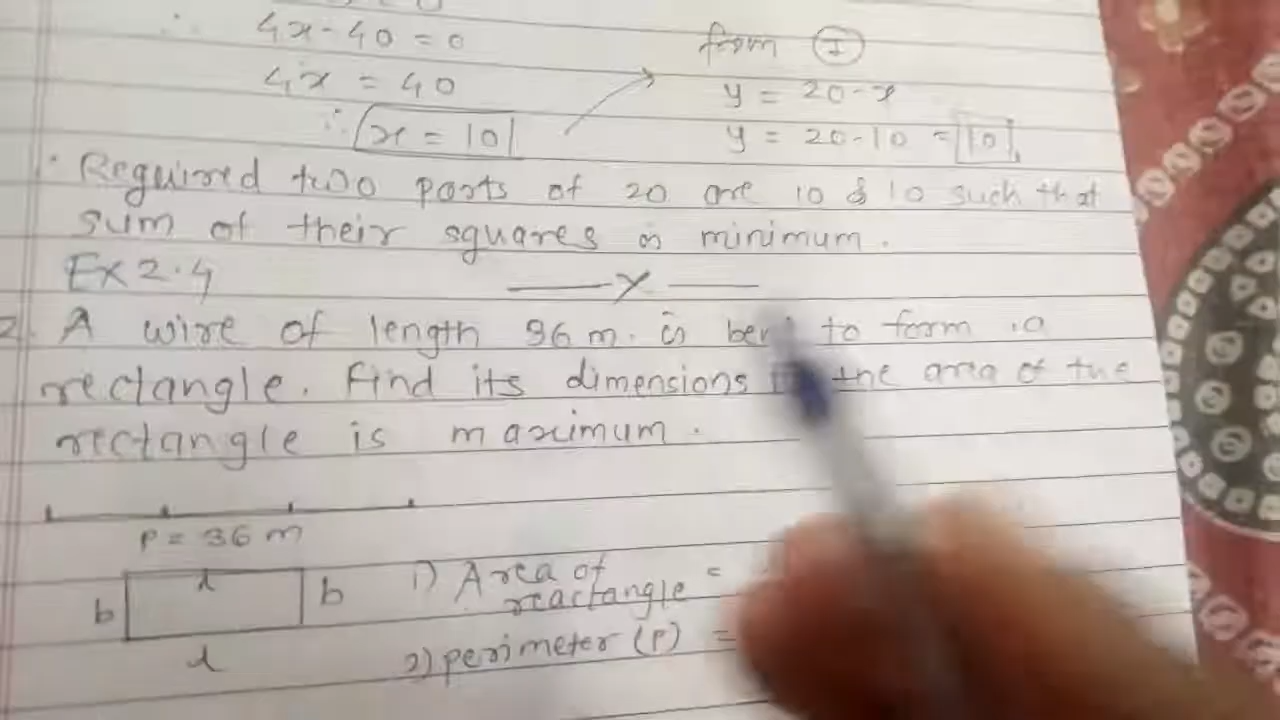 4x - 40 = 0
4x = 40
∴ x = 10
from I
y = 20 - x
y = 20 - 10 = 10,
Required two parts of 20 are 10 & 10 such that
sum of their squares is minimum.
Ex 2.4
2. A wire of length 36 m. is bent to form a
rectangle. Find its dimensions if the area of the
rectangle is maximum.
P = 36 m
l
b
b
l
1) Area of
reactangle =
2) perimeter (P) =